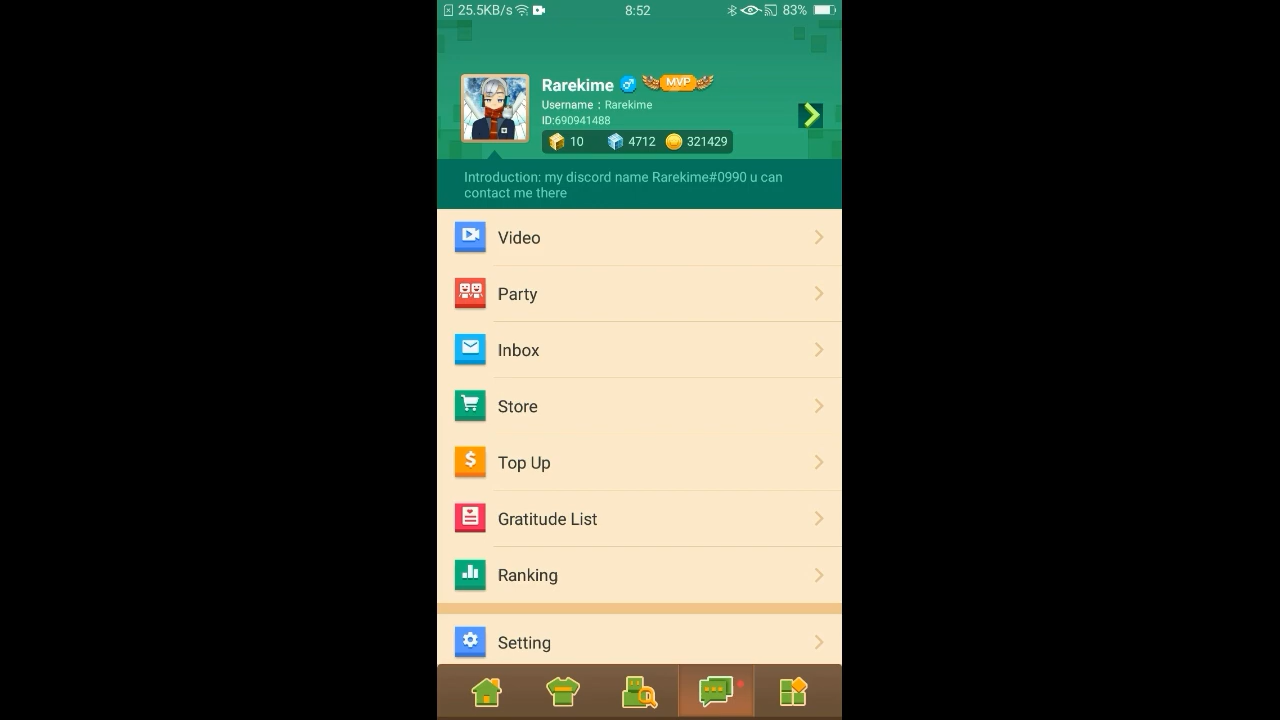 25.5KB/s 8:52 83%
Rarekime MVP
Username : Rarekime
ID:690941488
10 4712 321429
Introduction: my discord name Rarekime#0990 u can
contact me there
Video
Party
Inbox
Store
Top Up
Gratitude List
Ranking
Setting